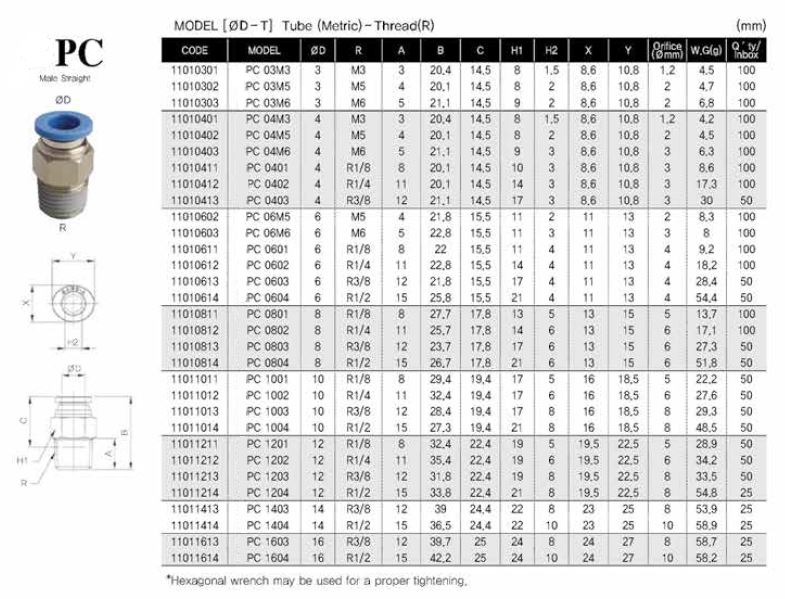 MODEL [ØD-T] Tube (Metric)-Thread(R) (mm)
PC
Male Straight
ØD
R
Y
X
H2
ØD
C
B
A
H1
R
CODE MODEL ØD R A B C H1 H2 X Y Orifice (Ømm) W,G(g) Q'ty/Inbox
11010301 PC 03M3 3 M3 3 20,4 14,5 8 1,5 8,6 10,8 1,2 4,5 100
11010302 PC 03M5 3 M5 4 20,1 14,5 8 2 8,6 10,8 2 4,7 100
11010303 PC 03M6 3 M6 5 21,1 14,5 9 2 8,6 10,8 2 6,8 100
11010401 PC 04M3 4 M3 3 20,4 14,5 8 1,5 8,6 10,8 1,2 4,2 100
11010402 PC 04M5 4 M5 4 20,1 14,5 8 2 8,6 10,8 2 4,5 100
11010403 PC 04M6 4 M6 5 21,1 14,5 9 3 8,6 10,8 3 6,3 100
11010411 PC 0401 4 R1/8 8 20,1 14,5 10 3 8,6 10,8 3 8,6 100
11010412 PC 0402 4 R1/4 11 20,1 14,5 14 3 8,6 10,8 3 17,3 100
11010413 PC 0403 4 R3/8 12 21,1 14,5 17 3 8,6 10,8 3 30 50
11010602 PC 06M5 6 M5 4 21,8 15,5 11 2 11 13 2 8,3 100
11010603 PC 06M6 6 M6 5 22,8 15,5 11 3 11 13 3 8 100
11010611 PC 0601 6 R1/8 8 22 15,5 11 4 11 13 4 9,2 100
11010612 PC 0602 6 R1/4 11 22,8 15,5 14 4 11 13 4 18,2 100
11010613 PC 0603 6 R3/8 12 21,8 15,5 17 4 11 13 4 28,4 50
11010614 PC 0604 6 R1/2 15 25,8 15,5 21 4 11 13 4 54,4 50
11010811 PC 0801 8 R1/8 8 27,7 17,8 13 5 13 15 5 13,7 100
11010812 PC 0802 8 R1/4 11 25,7 17,8 14 6 13 15 6 17,1 100
11010813 PC 0803 8 R3/8 12 23,7 17,8 17 6 13 15 6 27,3 50
11010814 PC 0804 8 R1/2 15 26,7 17,8 21 6 13 15 6 51,8 50
11011011 PC 1001 10 R1/8 8 29,4 19,4 17 5 16 18,5 5 22,2 50
11011012 PC 1002 10 R1/4 11 32,4 19,4 17 6 16 18,5 6 27,6 50
11011013 PC 1003 10 R3/8 12 28,4 19,4 17 8 16 18,5 8 29,3 50
11011014 PC 1004 10 R1/2 15 27,3 19,4 21 8 16 18,5 8 48,5 50
11011211 PC 1201 12 R1/8 8 32,4 22,4 19 5 19,5 22,5 5 28,9 50
11011212 PC 1202 12 R1/4 11 35,4 22,4 19 6 19,5 22,5 6 34,2 50
11011213 PC 1203 12 R3/8 12 31,8 22,4 19 8 19,5 22,5 8 33,5 50
11011214 PC 1204 12 R1/2 15 33,8 22,4 21 8 19,5 22,5 8 54,8 25
11011413 PC 1403 14 R3/8 12 39 24,4 22 8 23 25 8 53,9 25
11011414 PC 1404 14 R1/2 15 36,5 24,4 22 10 23 25 10 58,9 25
11011613 PC 1603 16 R3/8 12 39,7 25 24 8 24 27 8 58,7 25
11011614 PC 1604 16 R1/2 15 42,2 25 24 10 24 27 10 58,2 25
*Hexagonal wrench may be used for a proper tightening.